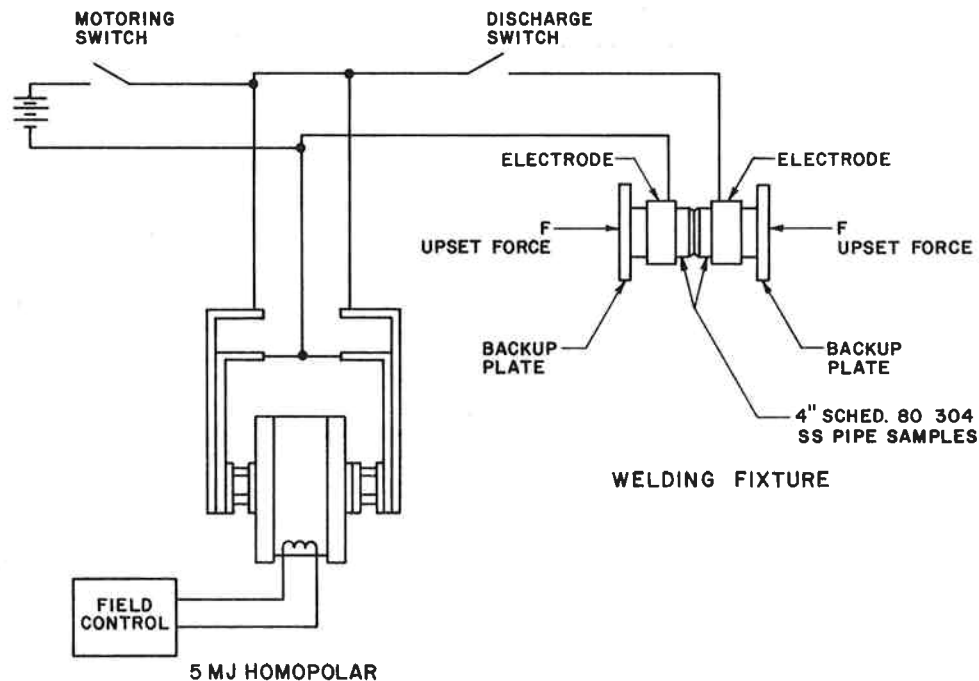 MOTORING
SWITCH
DISCHARGE
SWITCH
ELECTRODE
ELECTRODE
F
UPSET FORCE
F
UPSET FORCE
BACKUP
PLATE
BACKUP
PLATE
4" SCHED. 80 304
SS PIPE SAMPLES
WELDING FIXTURE
FIELD
CONTROL
5 MJ HOMOPOLAR